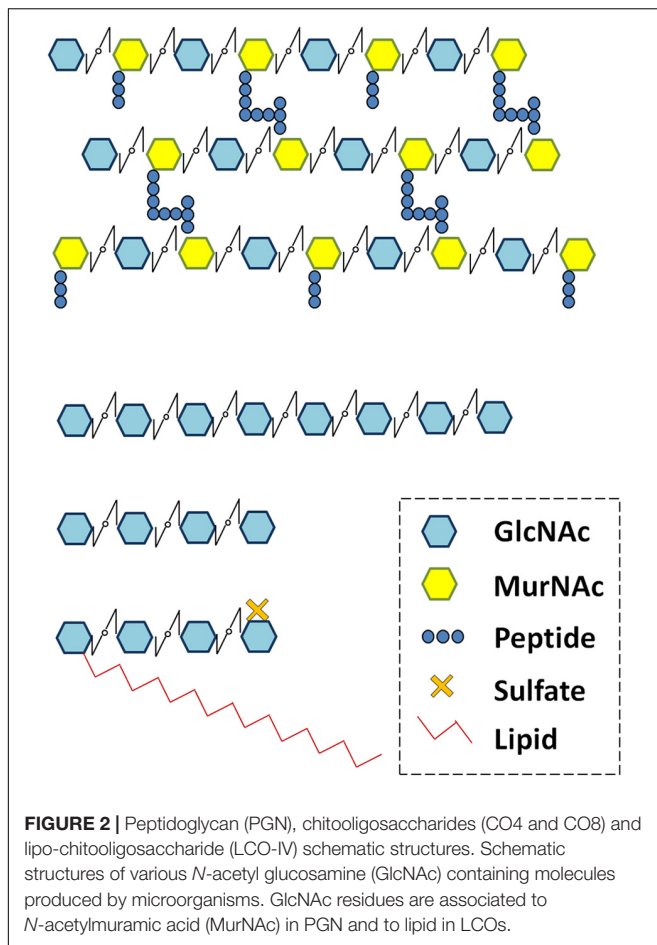 GlcNAc
MurNAc
Peptide
Sulfate
Lipid
FIGURE 2 | Peptidoglycan (PGN), chitooligosaccharides (CO4 and CO8) and
lipo-chitooligosaccharide (LCO-IV) schematic structures. Schematic
structures of various N-acetyl glucosamine (GlcNAc) containing molecules
produced by microorganisms. GlcNAc residues are associated to
N-acetylmuramic acid (MurNAc) in PGN and to lipid in LCOs.